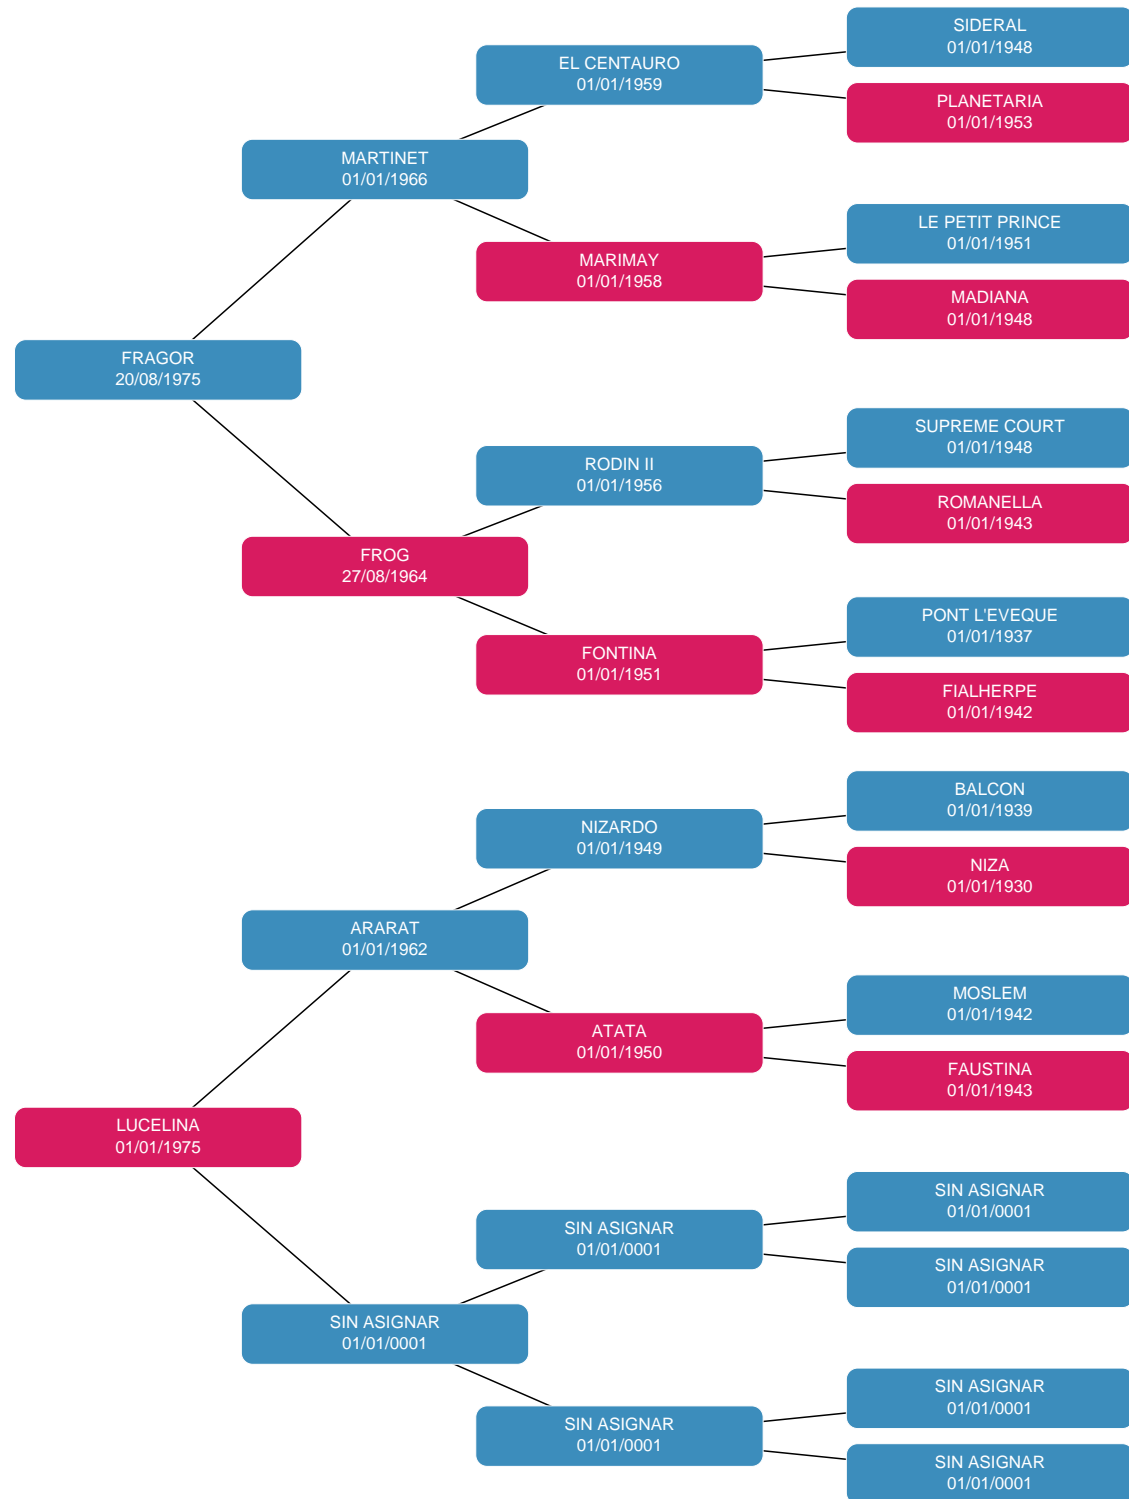 SIDERAL
01/01/1948
EL CENTAURO
01/01/1959
PLANETARIA
01/01/1953
MARTINET
01/01/1966
LE PETIT PRINCE
01/01/1951
MARIMAY
01/01/1958
MADIANA
01/01/1948
FRAGOR
20/08/1975
SUPREME COURT
01/01/1948
RODIN II
01/01/1956
ROMANELLA
01/01/1943
FROG
27/08/1964
PONT L'EVEQUE
01/01/1937
FONTINA
01/01/1951
FIALHERPE
01/01/1942
BALCON
01/01/1939
NIZARDO
01/01/1949
NIZA
01/01/1930
ARARAT
01/01/1962
MOSLEM
01/01/1942
ATATA
01/01/1950
FAUSTINA
01/01/1943
LUCELINA
01/01/1975
SIN ASIGNAR
01/01/0001
SIN ASIGNAR
01/01/0001
SIN ASIGNAR
01/01/0001
SIN ASIGNAR
01/01/0001
SIN ASIGNAR
01/01/0001
SIN ASIGNAR
01/01/0001
SIN ASIGNAR
01/01/0001